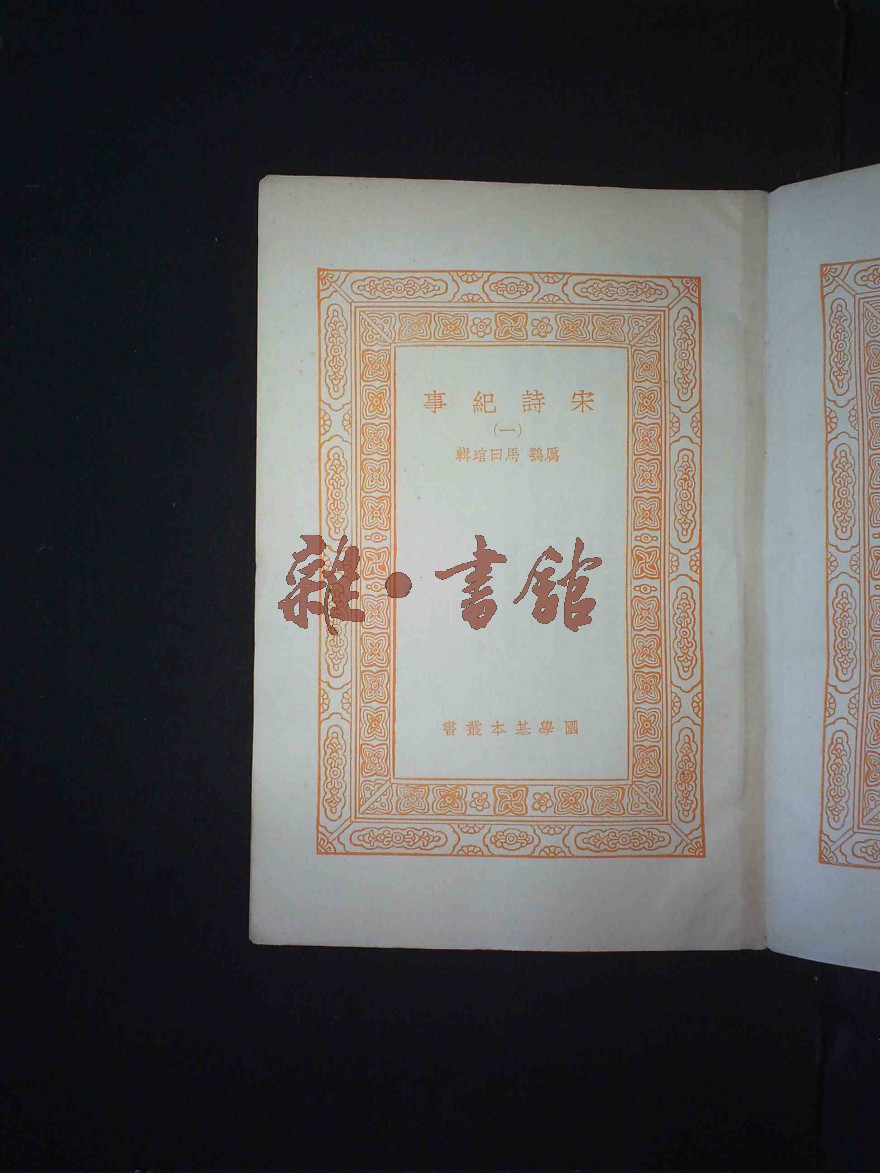 宋詩紀事
(一)
厲鶚 馬曰琯輯
雜·書館
國學基本叢書